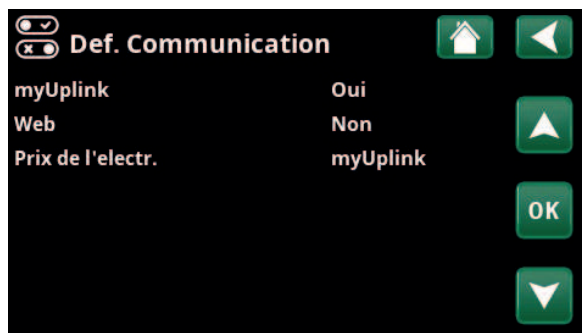 Def. Communication
myUplink Oui
Web Non
Prix de l'electr. myUplink
OK